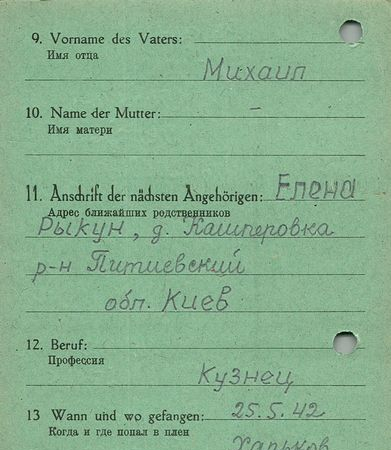 9. Vorname des Vaters:
Имя отца
Михаил
10. Name der Mutter: –
Имя матери
11. Anschrift der nächsten Angehörigen: Елена
Адрес ближайших родственников
Рыкун, д. Кашперовка
р-н Питиевский
обл. Киев
12. Beruf:
Профессия
Кузнец
13 Wann und wo gefangen: 25.5.42
Когда и где попал в плен
Харьков